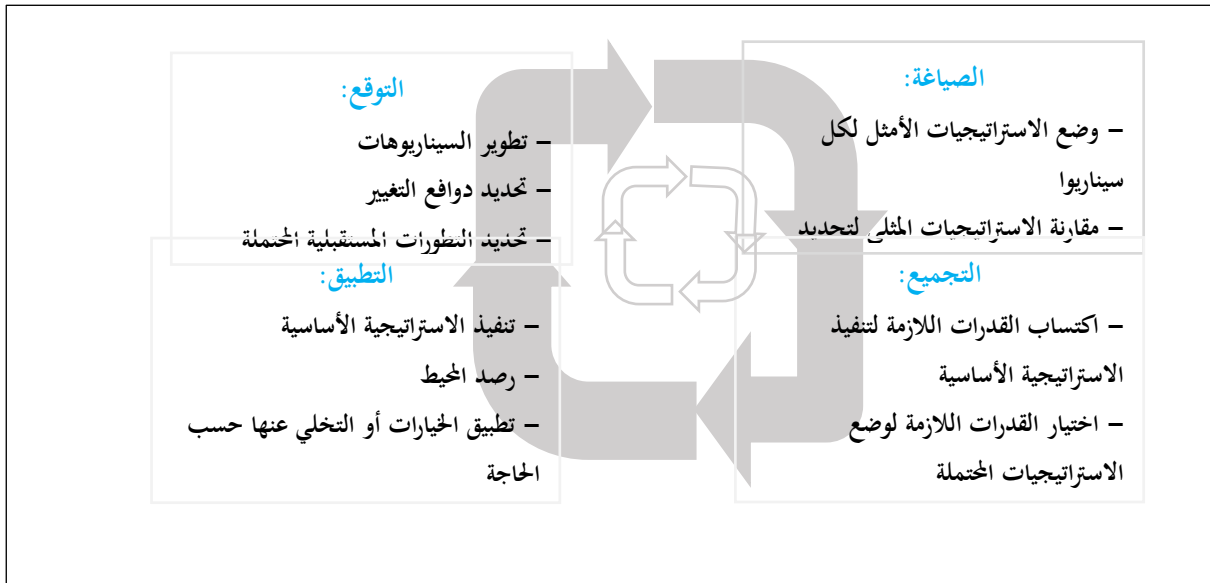 الصياغة:
– وضع الاستراتيجيات الأمثل لكل
سيناريوا
– مقارنة الاستراتيجيات المثلى لتحديد
التوقع:
– تطوير السيناريوهات
– تحديد دوافع التغيير
– تحديد التطورات المستقبلية المحتملة
التجميع:
– اكتساب القدرات اللازمة لتنفيذ
الاستراتيجية الأساسية
– اختيار القدرات اللازمة لوضع
الاستراتيجيات المحتملة
التطبيق:
– تنفيذ الاستراتيجية الأساسية
– رصد المحيط
– تطبيق الخيارات أو التخلي عنها حسب
الحاجة